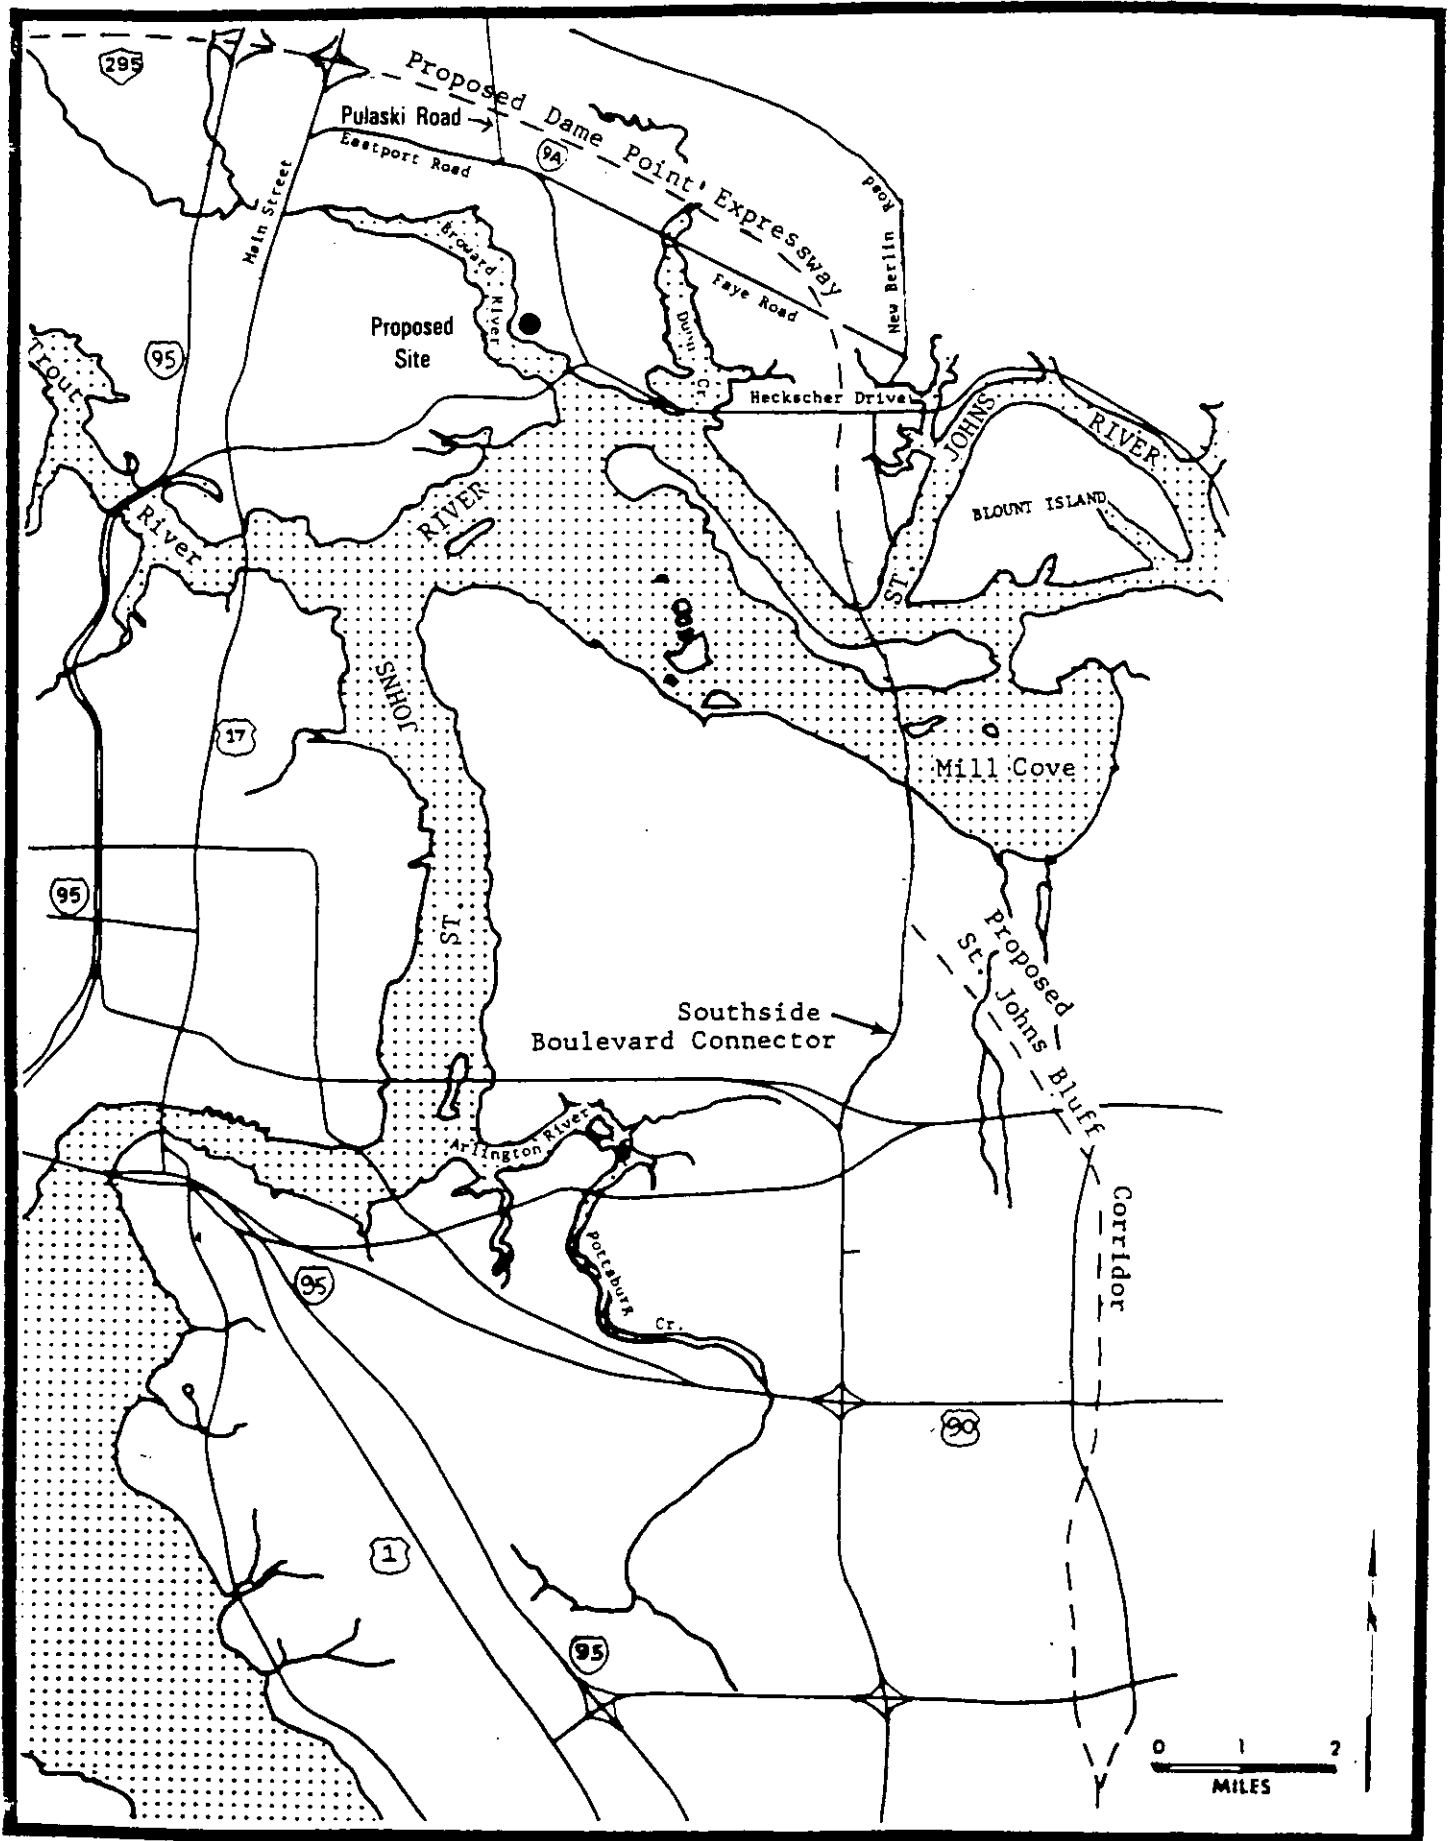 295
Proposed Dame Point Expressway
Pulaski Road
Eastport Road
9A
Main Street
Road
New Berlin
Broward
River
Faye Road
Dunn
Cr.
Proposed
Site
95
Trout
River
Heckscher Drive
JOHNS
RIVER
ST.
BLOUNT ISLAND
RIVER
JOHNS
ST.
17
Mill Cove
95
Proposed
St. Johns Bluff
Corridor
Southside
Boulevard Connector
Arlington River
95
Pottsburg
Cr.
90
1
95
0 1 2
MILES